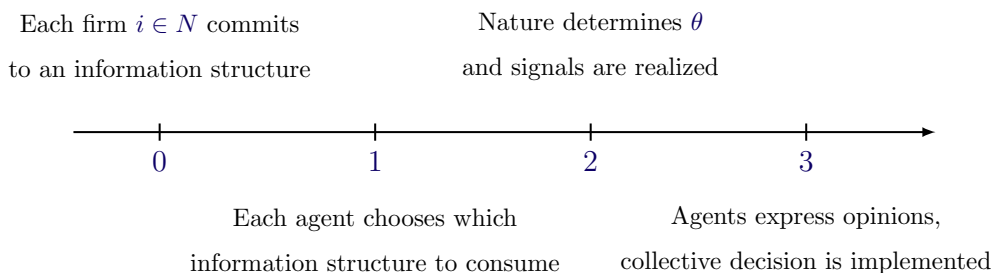 Each firm i ∈ N commits
to an information structure
Nature determines θ
and signals are realized
0
1
2
3
Each agent chooses which
information structure to consume
Agents express opinions,
collective decision is implemented